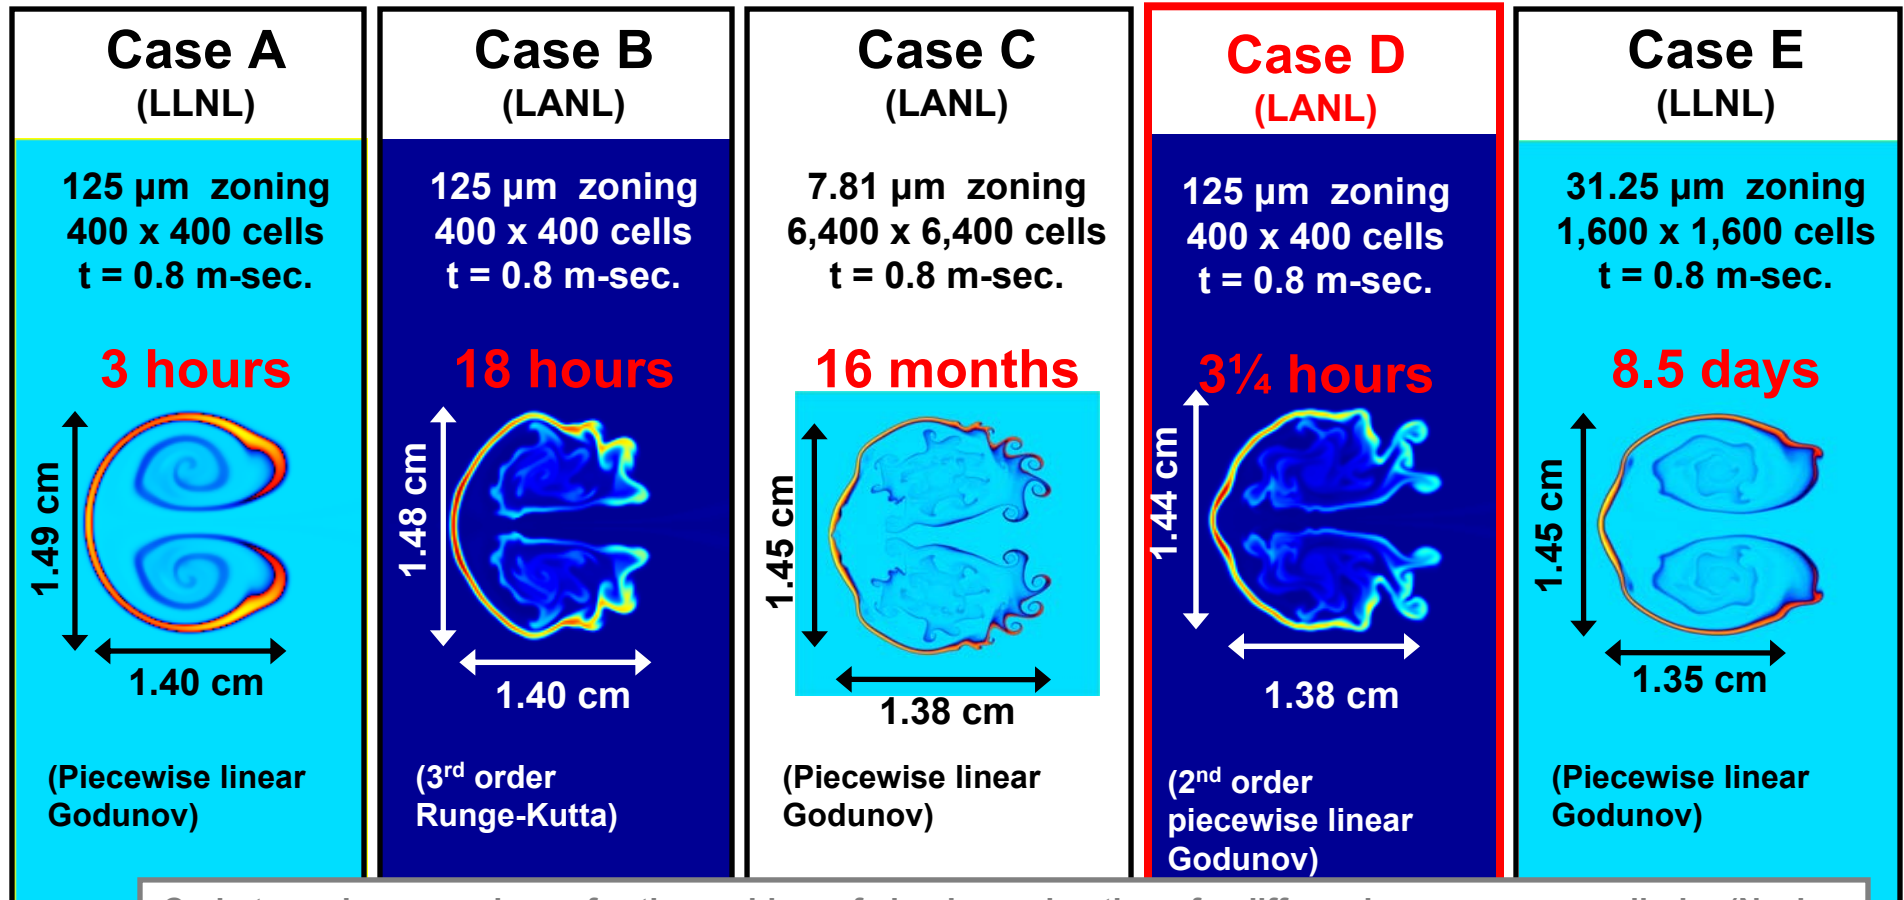 Case A
(LLNL)
125 µm zoning
400 x 400 cells
t = 0.8 m-sec.
3 hours
1.49 cm
1.40 cm
(Piecewise linear
Godunov)
Case B
(LANL)
125 µm zoning
400 x 400 cells
t = 0.8 m-sec.
18 hours
1.48 cm
1.40 cm
(3rd order
Runge-Kutta)
Case C
(LANL)
7.81 µm zoning
6,400 x 6,400 cells
t = 0.8 m-sec.
16 months
1.45 cm
1.38 cm
(Piecewise linear
Godunov)
Case D
(LANL)
125 µm zoning
400 x 400 cells
t = 0.8 m-sec.
3¼ hours
1.44 cm
1.38 cm
(2nd order
piecewise linear
Godunov)
Case E
(LLNL)
31.25 µm zoning
1,600 x 1,600 cells
t = 0.8 m-sec.
8.5 days
1.45 cm
1.35 cm
(Piecewise linear
Godunov)